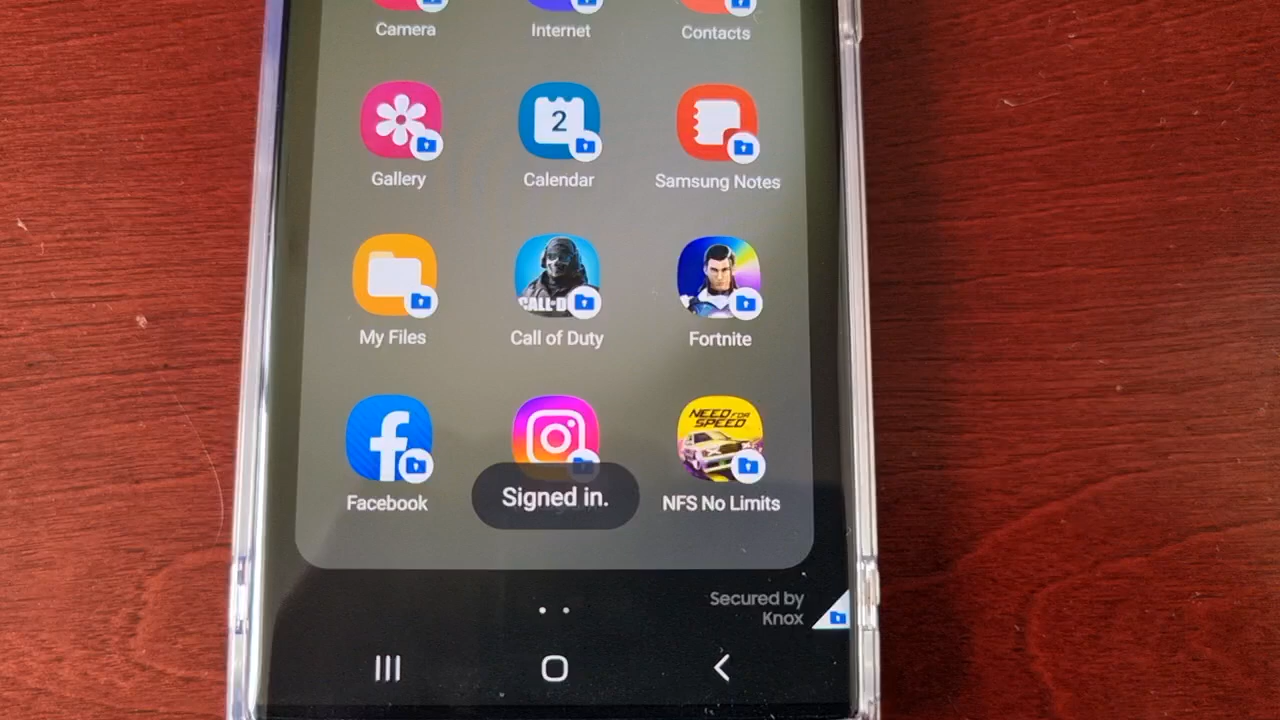 Camera
Internet
Contacts
2
Gallery
Calendar
Samsung Notes
CALL OF D
My Files
Call of Duty
Fortnite
NEED FOR
SPEED
Facebook
Signed in.
NFS No Limits
Secured by
Knox